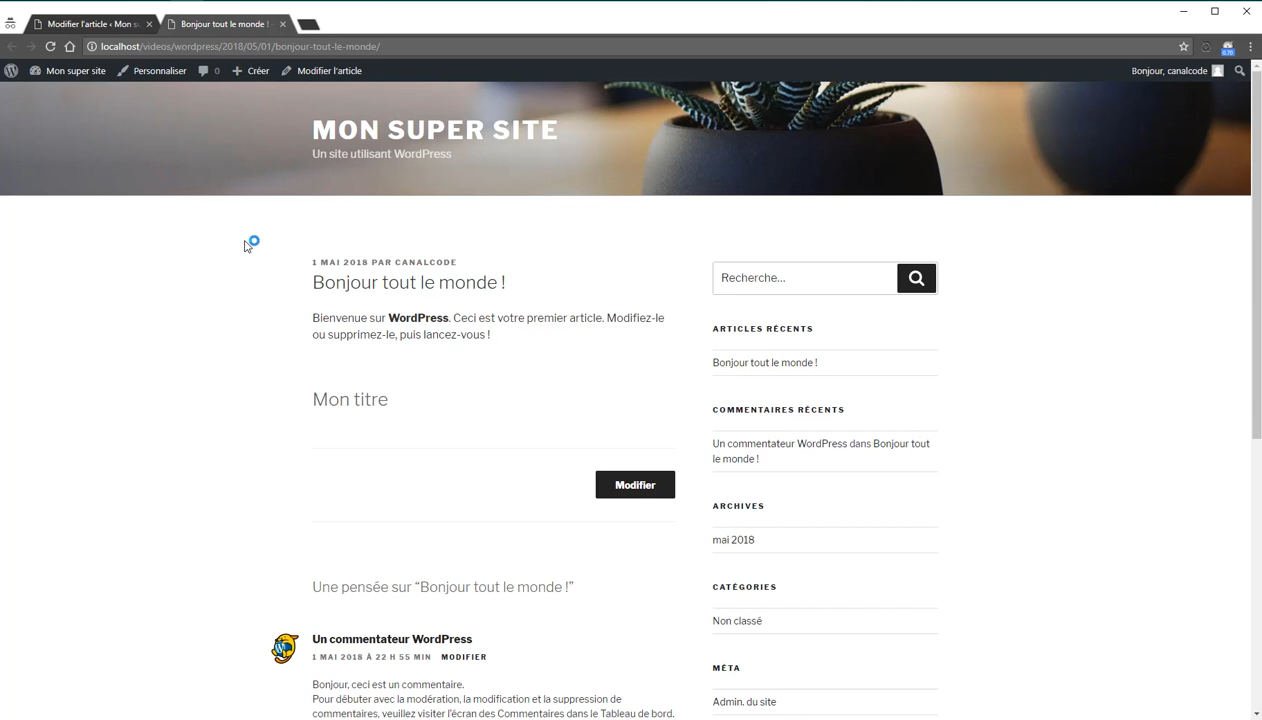 Modifier l'article ‹ Mon s
Bonjour tout le monde ! -
localhost/videos/wordpress/2018/05/01/bonjour-tout-le-monde/
0.70
Mon super site
Personnaliser
0
Créer
Modifier l'article
Bonjour, canalcode
MON SUPER SITE
Un site utilisant WordPress
1 MAI 2018 PAR CANALCODE
Bonjour tout le monde !
Bienvenue sur WordPress. Ceci est votre premier article. Modifiez-le
ou supprimez-le, puis lancez-vous !
Mon titre
Modifier
Une pensée sur “Bonjour tout le monde !”
Un commentateur WordPress
1 MAI 2018 À 22 H 55 MIN MODIFIER
Bonjour, ceci est un commentaire.
Pour débuter avec la modération, la modification et la suppression de
commentaires, veuillez visiter l'écran des Commentaires dans le Tableau de bord.
Recherche…
ARTICLES RÉCENTS
Bonjour tout le monde !
COMMENTAIRES RÉCENTS
Un commentateur WordPress dans Bonjour tout
le monde !
ARCHIVES
mai 2018
CATÉGORIES
Non classé
MÉTA
Admin. du site